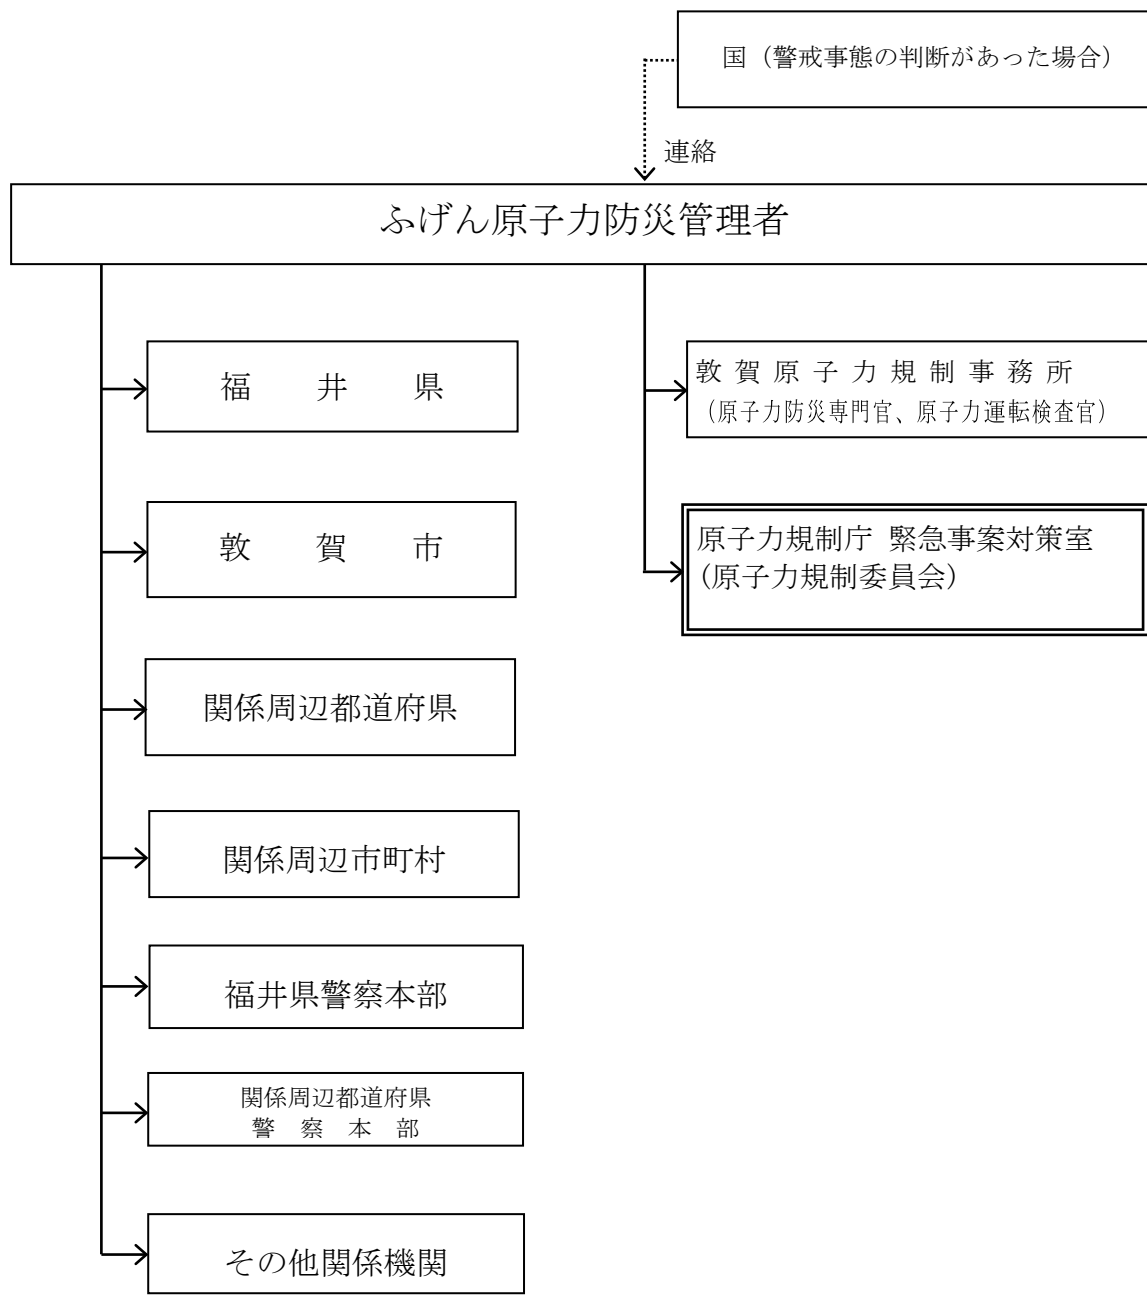 国（警戒事態の判断があった場合）
連絡
ふげん原子力防災管理者
福井県
敦賀市
関係周辺都道府県
関係周辺市町村
福井県警察本部
関係周辺都道府県
警察本部
その他関係機関
敦賀原子力規制事務所
（原子力防災専門官、原子力運転検査官）
原子力規制庁 緊急事案対策室
（原子力規制委員会）